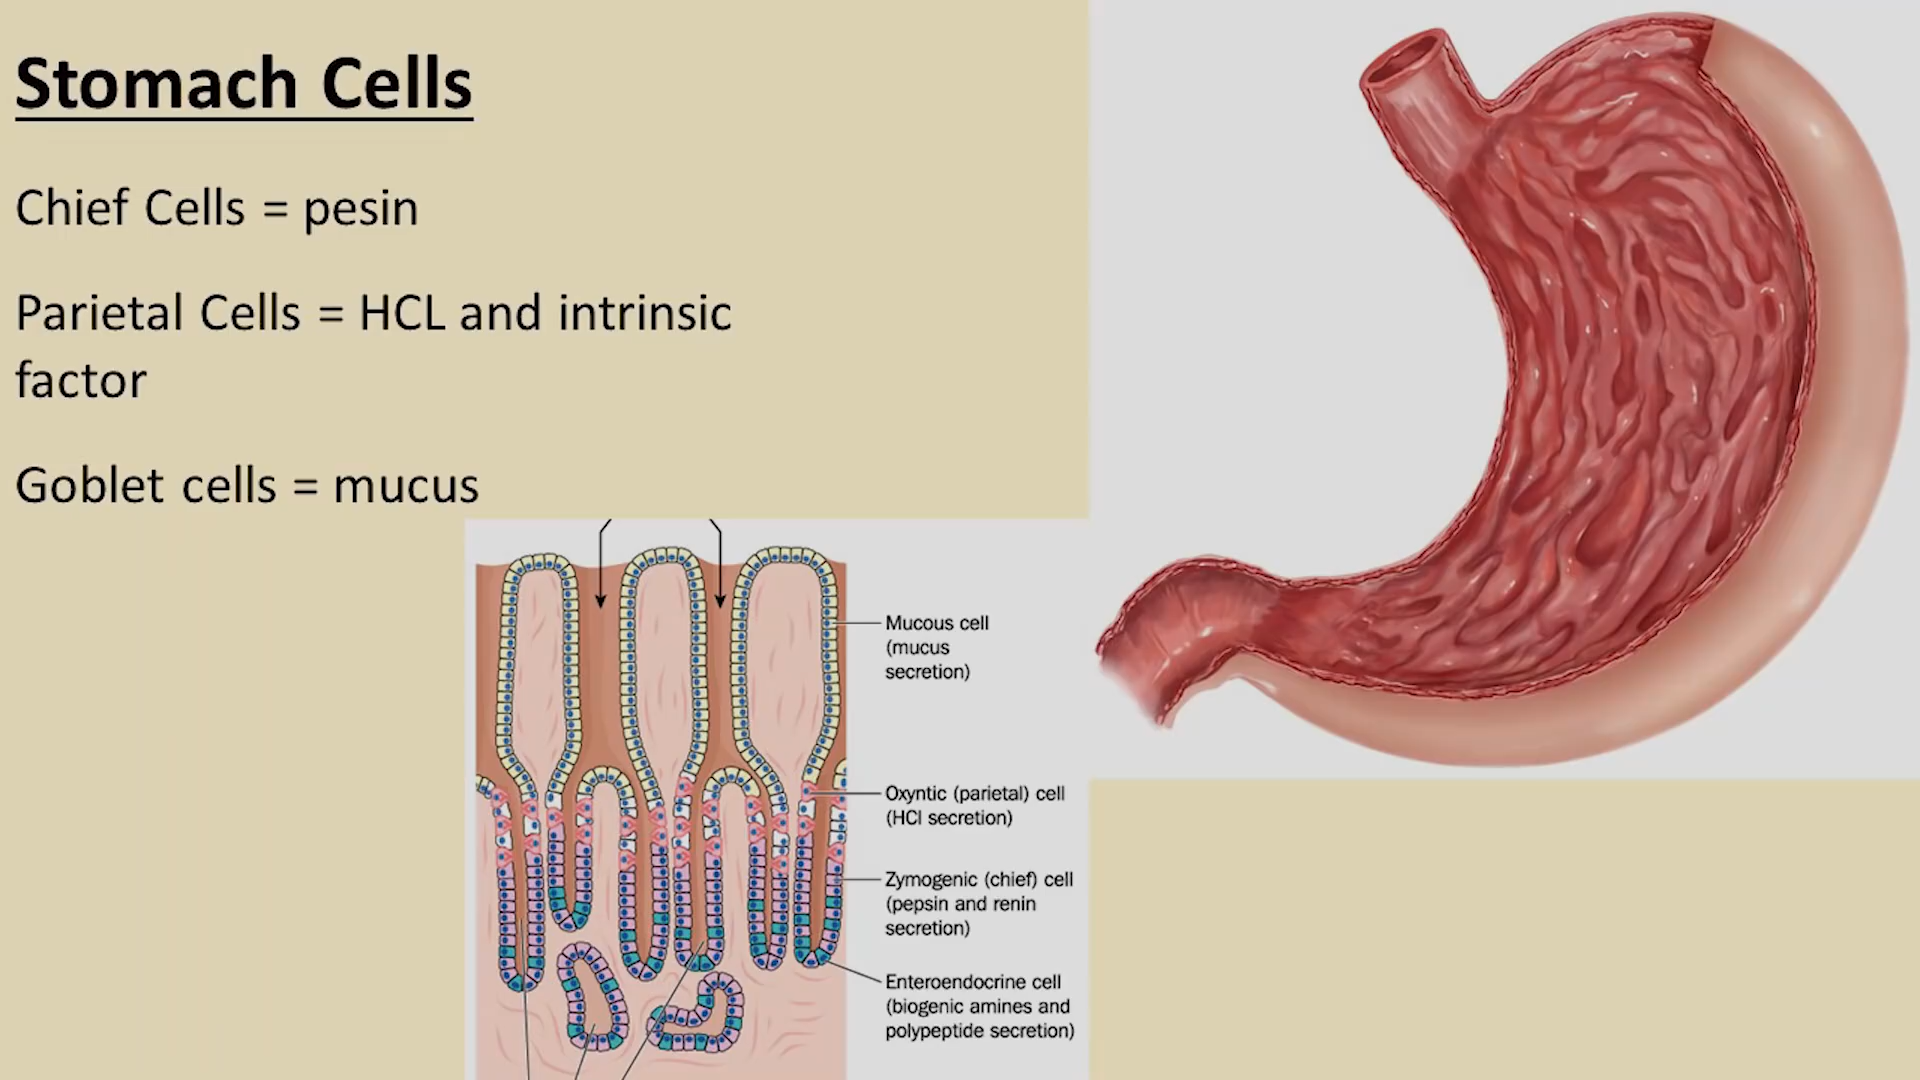 Stomach Cells
Chief Cells = pesin
Parietal Cells = HCL and intrinsic
factor
Goblet cells = mucus
Mucous cell
(mucus
secretion)
Oxyntic (parietal) cell
(HCl secretion)
Zymogenic (chief) cell
(pepsin and renin
secretion)
Enteroendocrine cell
(biogenic amines and
polypeptide secretion)